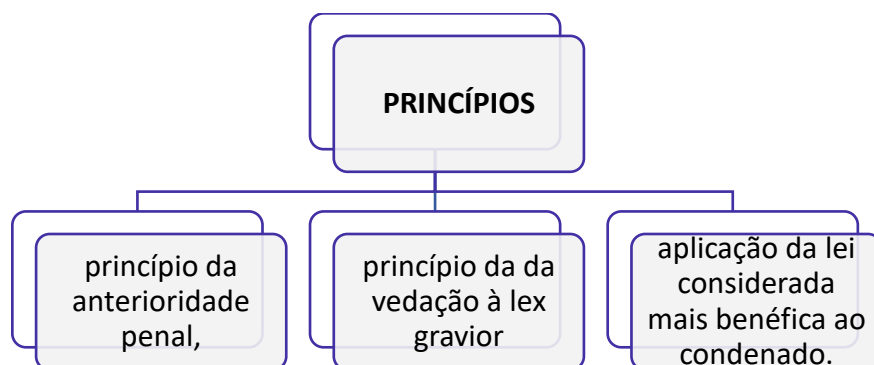 PRINCÍPIOS
princípio da
anterioridade
penal,
princípio da da
vedação à lex
gravior
aplicação da lei
considerada
mais benéfica ao
condenado.